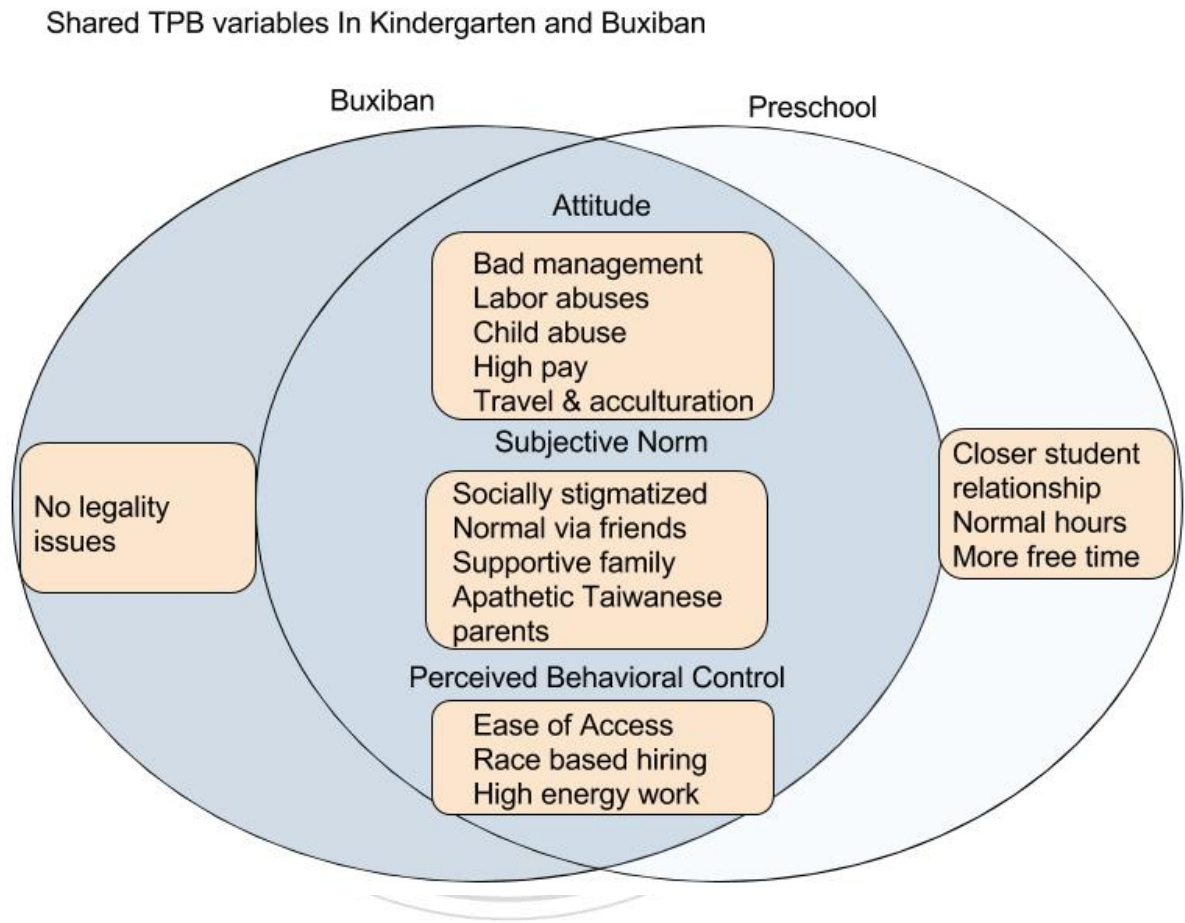 Shared TPB variables In Kindergarten and Buxiban
Buxiban
Preschool
Attitude
Bad management
Labor abuses
Child abuse
High pay
Travel & acculturation
Subjective Norm
Socially stigmatized
Normal via friends
Supportive family
Apathetic Taiwanese
parents
Perceived Behavioral Control
Ease of Access
Race based hiring
High energy work
No legality
issues
Closer student
relationship
Normal hours
More free time